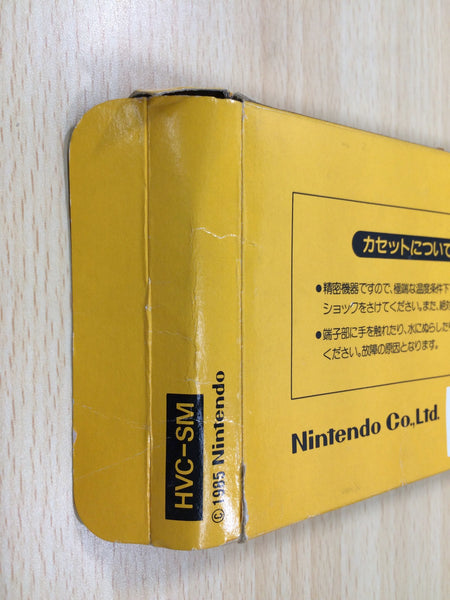 HVC-SM
© 1985 Nintendo
カセットについて
●精密機器ですので、極端な温度条件下
ショックをさけてください。また、絶対
●端子部に手を触れたり、水にぬらした
ください。故障の原因となります。
Nintendo Co.,Ltd.